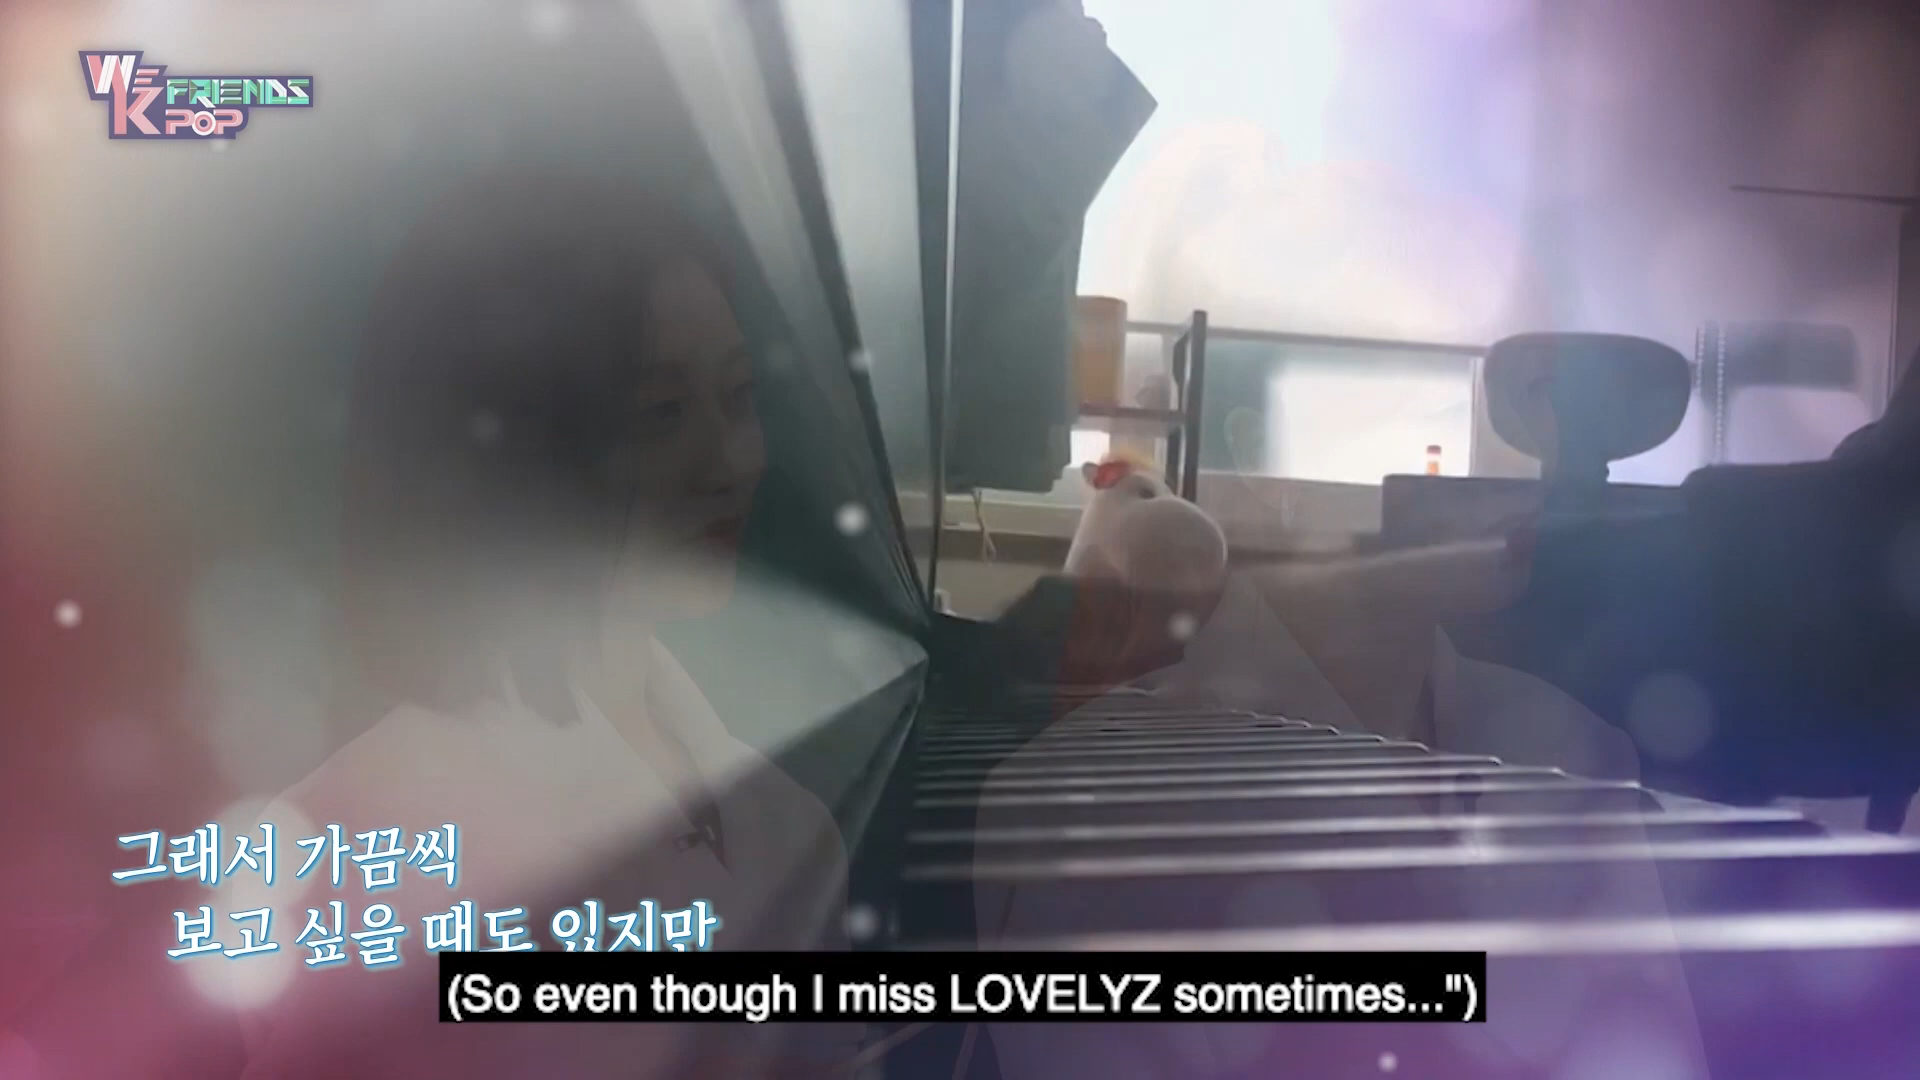 WE FRIENDS
K POP
그래서 가끔씩
보고 싶을 때도 있지만
(So even though I miss LOVELYZ sometimes...")